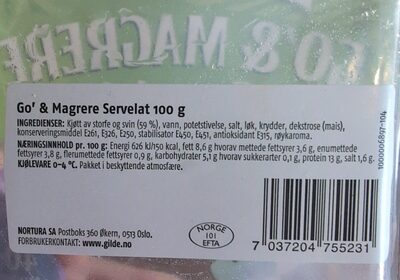 GO' & MAGRERE
GO' & MAGRERE
Go' & Magrere Servelat 100 g
INGREDIENSER: Kjøtt av storfe og svin (59 %), vann, potetstivelse, salt, løk, krydder, dekstrose (mais),
konserveringsmiddel E261, E326, E250, stabilisator E450, E451, antioksidant E315, røykaroma.
NÆRINGSINNHOLD pr. 100 g: Energi 626 kJ/150 kcal, fett 8,6 g hvorav mettede fettsyrer 3,6 g, enumettede
fettsyrer 3,8 g, flerumettede fettsyrer 0,9 g, karbohydrater 5,1 g hvorav sukkerarter 0,1 g, protein 13 g, salt 1,6 g.
KJØLEVARE 0-4 °C. Pakket i beskyttende atmosfære.
1000006897-104
NORTURA SA Postboks 360 Økern, 0513 Oslo.
FORBRUKERKONTAKT: www.gilde.no
NORGE
101
EFTA
7 037204 755231